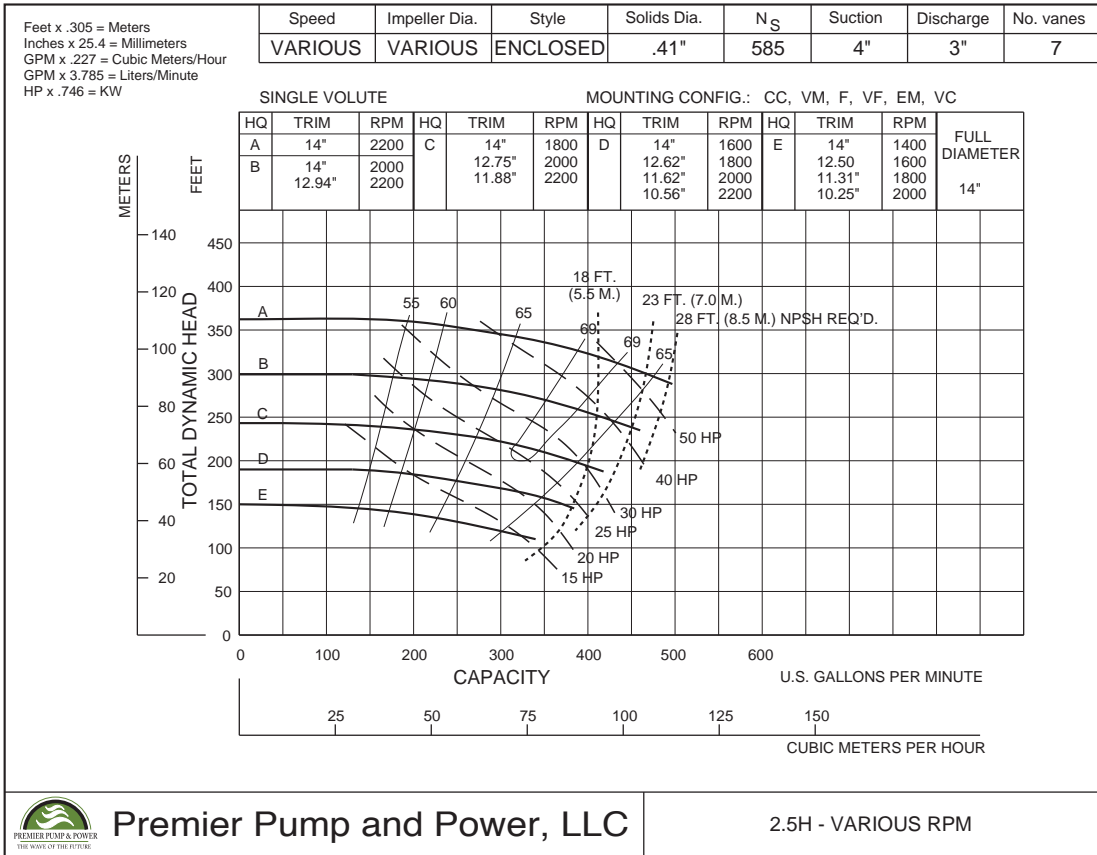 Feet x .305 = Meters
Inches x 25.4 = Millimeters
GPM x .227 = Cubic Meters/Hour
GPM x 3.785 = Liters/Minute
HP x .746 = KW
Speed Impeller Dia. Style Solids Dia. NS Suction Discharge No. vanes
VARIOUS VARIOUS ENCLOSED .41" 585 4" 3" 7
SINGLE VOLUTE MOUNTING CONFIG.: CC, VM, F, VF, EM, VC
HQ TRIM RPM HQ TRIM RPM HQ TRIM RPM HQ TRIM RPM FULL DIAMETER
A 14" 2200 C 14" 1800 D 14" 1600 E 14" 1400 14"
B 14" 2000 12.75" 2000 12.62" 1800 12.50 1600
12.94" 2200 11.88" 2200 11.62" 2000 11.31" 1800
10.56" 2200 10.25" 2000
METERS
FEET
TOTAL DYNAMIC HEAD
140
120
100
80
60
40
20
450
400
350
300
250
200
150
100
50
0
A
B
C
D
E
55
60
65
69
69
65
18 FT.
(5.5 M.)
23 FT. (7.0 M.)
28 FT. (8.5 M.) NPSH REQ'D.
50 HP
40 HP
30 HP
25 HP
20 HP
15 HP
0 100 200 300 400 500 600
CAPACITY U.S. GALLONS PER MINUTE
25 50 75 100 125 150
CUBIC METERS PER HOUR
PREMIER PUMP & POWER
THE WAVE OF THE FUTURE
Premier Pump and Power, LLC
2.5H - VARIOUS RPM